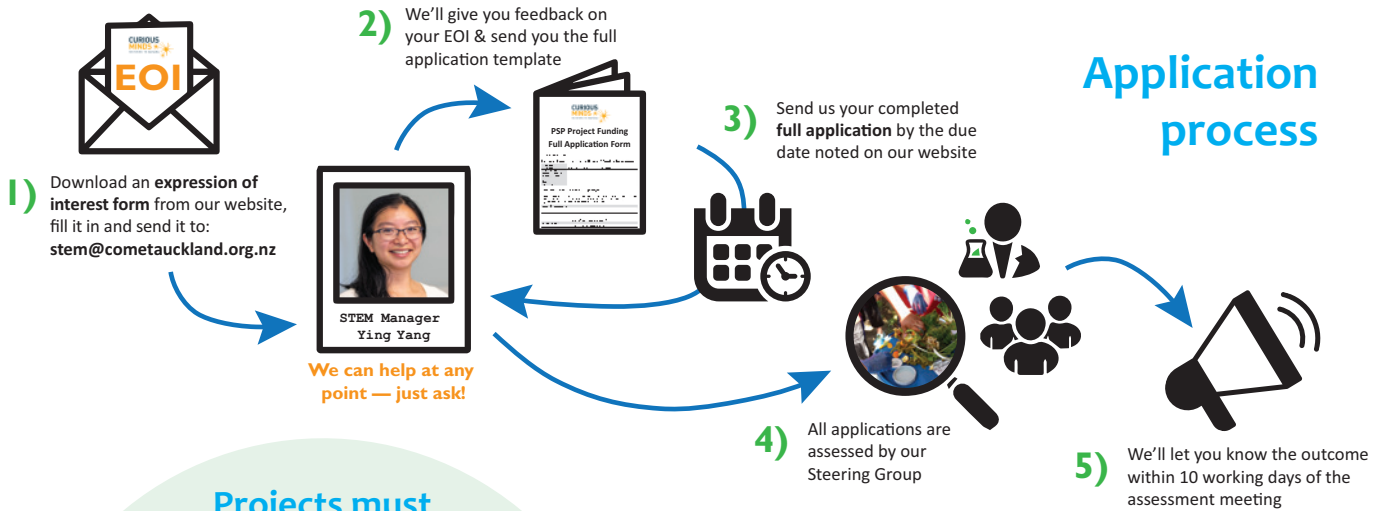 Application
process
CURIOUS
MINDS
EOI
1) Download an expression of
interest form from our website,
fill it in and send it to:
stem@cometauckland.org.nz
2) We'll give you feedback on
your EOI & send you the full
application template
CURIOUS
MINDS
PSP Project Funding
Full Application Form
3) Send us your completed
full application by the due
date noted on our website
STEM Manager
Ying Yang
We can help at any
point — just ask!
4) All applications are
assessed by our
Steering Group
5) We'll let you know the outcome
within 10 working days of the
assessment meeting
Projects must